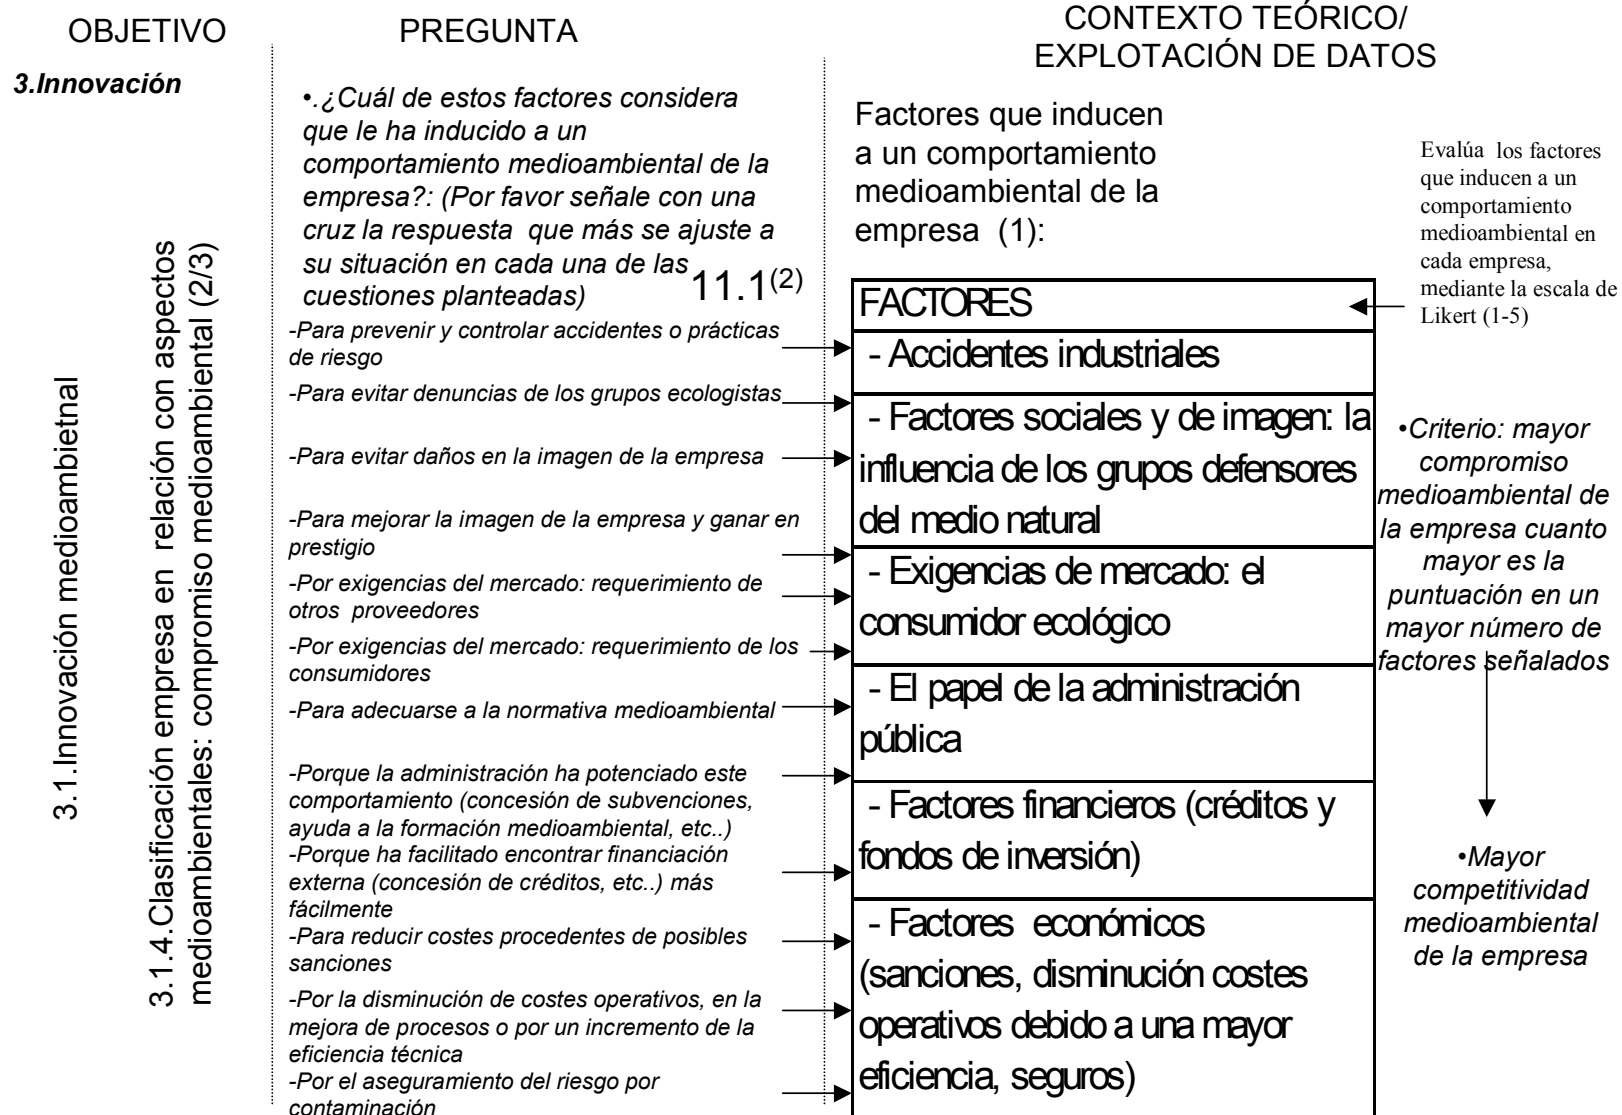 OBJETIVO
PREGUNTA
CONTEXTO TEÓRICO/
EXPLOTACIÓN DE DATOS
3.Innovación
3.1.Innovación medioambietnal
3.1.4.Clasificación empresa en relación con aspectos
medioambientales: compromiso medioambiental (2/3)
•.¿Cuál de estos factores considera
que le ha inducido a un
comportamiento medioambiental de la
empresa?: (Por favor señale con una
cruz la respuesta que más se ajuste a
su situación en cada una de las
cuestiones planteadas)
11.1(2)
-Para prevenir y controlar accidentes o prácticas
de riesgo
-Para evitar denuncias de los grupos ecologistas
-Para evitar daños en la imagen de la empresa
-Para mejorar la imagen de la empresa y ganar en
prestigio
-Por exigencias del mercado: requerimiento de
otros proveedores
-Por exigencias del mercado: requerimiento de los
consumidores
-Para adecuarse a la normativa medioambiental
-Porque la administración ha potenciado este
comportamiento (concesión de subvenciones,
ayuda a la formación medioambiental, etc..)
-Porque ha facilitado encontrar financiación
externa (concesión de créditos, etc..) más
fácilmente
-Para reducir costes procedentes de posibles
sanciones
-Por la disminución de costes operativos, en la
mejora de procesos o por un incremento de la
eficiencia técnica
-Por el aseguramiento del riesgo por
contaminación
Factores que inducen
a un comportamiento
medioambiental de la
empresa (1):
FACTORES
- Accidentes industriales
- Factores sociales y de imagen: la
influencia de los grupos defensores
del medio natural
- Exigencias de mercado: el
consumidor ecológico
- El papel de la administración
pública
- Factores financieros (créditos y
fondos de inversión)
- Factores económicos
(sanciones, disminución costes
operativos debido a una mayor
eficiencia, seguros)
Evalúa los factores
que inducen a un
comportamiento
medioambiental en
cada empresa,
mediante la escala de
Likert (1-5)
•Criterio: mayor
compromiso
medioambiental de
la empresa cuanto
mayor es la
puntuación en un
mayor número de
factores señalados
•Mayor
competitividad
medioambiental
de la empresa